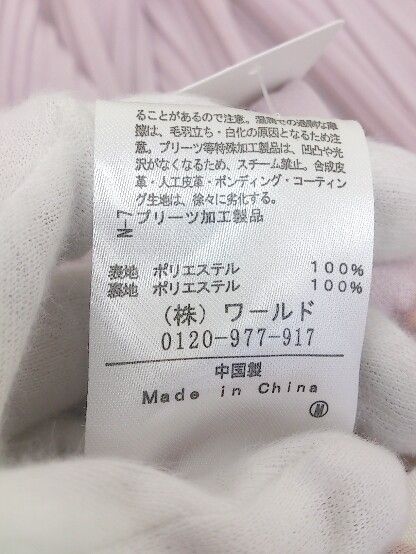 ることがあるので注意。湿潤での過酷な摩
擦は、毛羽立ち・白化の原因となるため注
意。プリーツ等特殊加工製品は、凹凸や光
沢がなくなるため、スチーム禁止。合成皮
革・人工皮革・ボンディング・コーティン
グ生地は、徐々に劣化する。
N-7
プリーツ加工製品
表地 ポリエステル 100%
裏地 ポリエステル 100%
(株) ワールド
0120-977-917
中国製
Made in China
M